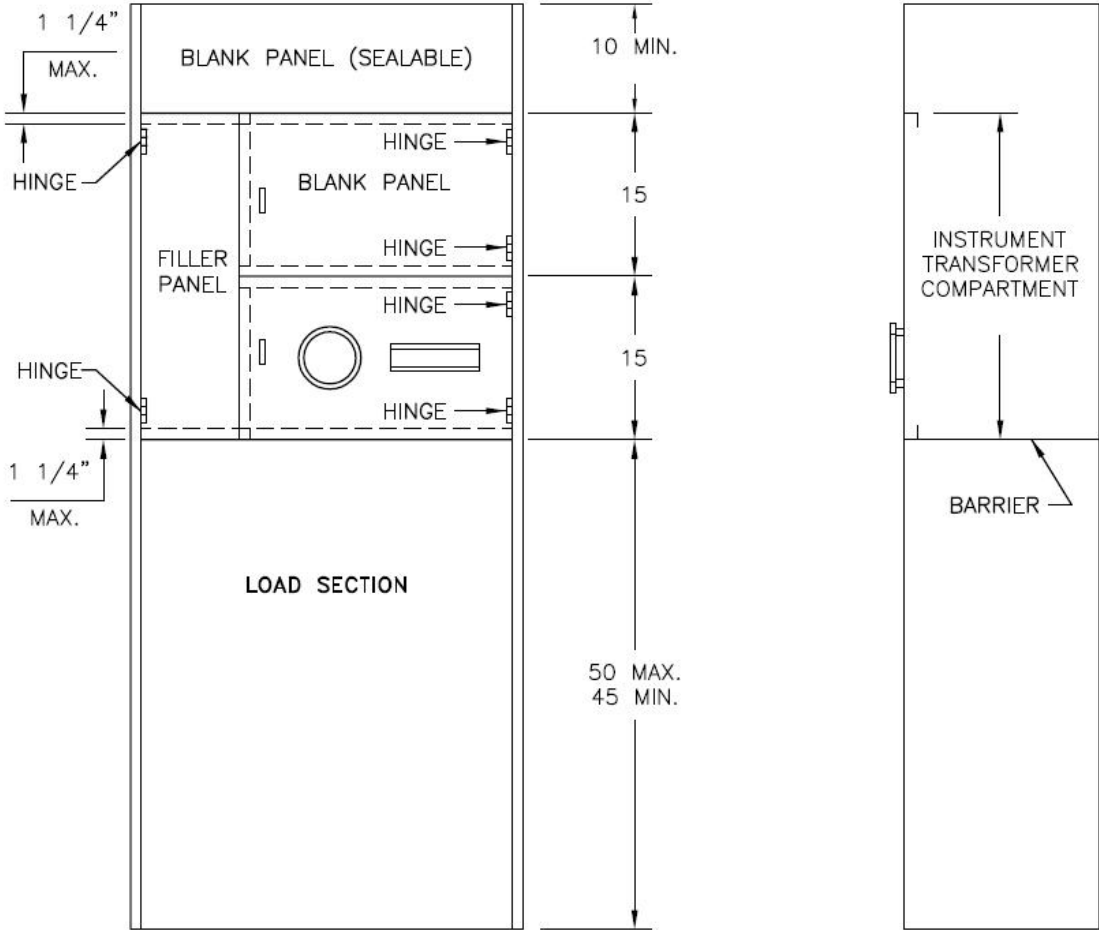 1 1/4”
MAX.
BLANK PANEL (SEALABLE)
10 MIN.
HINGE
HINGE
HINGE
BLANK PANEL
15
HINGE
FILLER
PANEL
INSTRUMENT
TRANSFORMER
COMPARTMENT
HINGE
HINGE
15
HINGE
1 1/4”
MAX.
BARRIER
LOAD SECTION
50 MAX.
45 MIN.